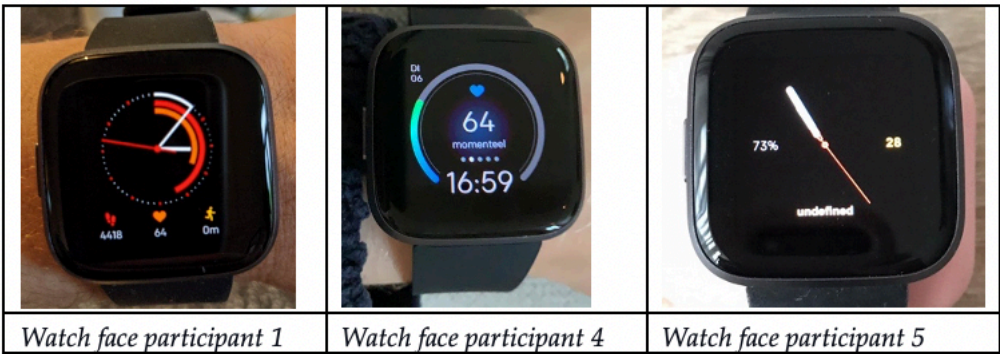 4418 64 0m
DI
06
64
momenteel
16:59
73% 28
undefined
Watch face participant 1
Watch face participant 4
Watch face participant 5